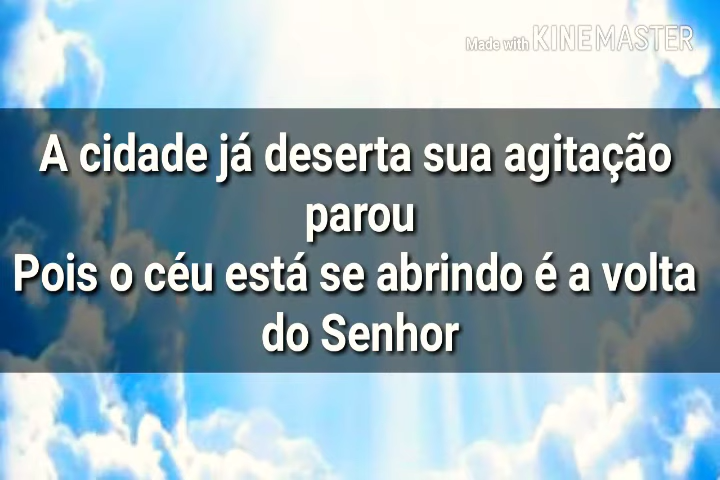 Made with KINEMASTER
A cidade já deserta sua agitação
parou
Pois o céu está se abrindo é a volta
do Senhor